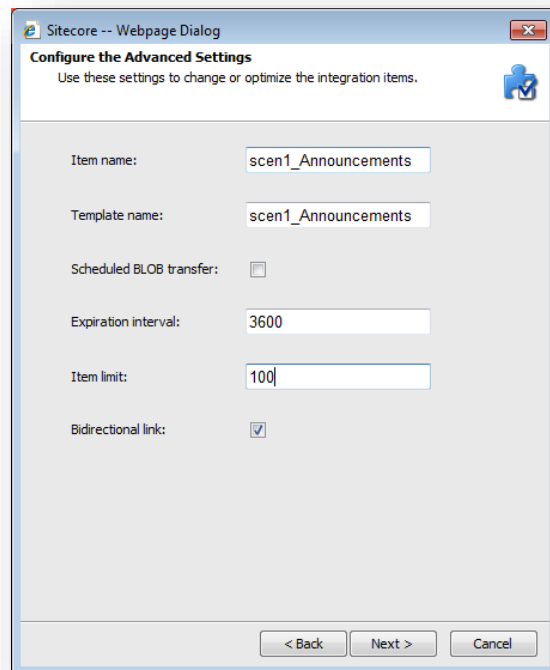 Sitecore -- Webpage Dialog
Configure the Advanced Settings
Use these settings to change or optimize the integration items.
Item name: scen1_Announcements
Template name: scen1_Announcements
Scheduled BLOB transfer:
Expiration interval: 3600
Item limit: 100
Bidirectional link:
< Back Next > Cancel